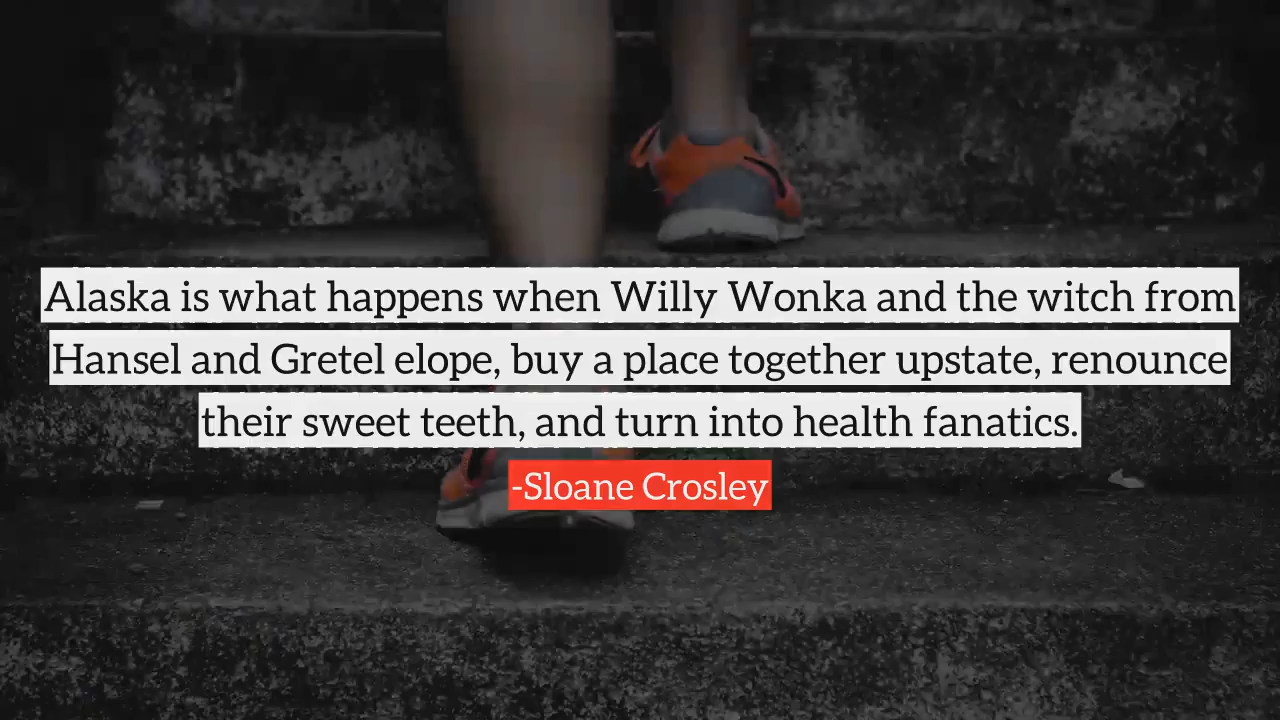 Alaska is what happens when Willy Wonka and the witch from
Hansel and Gretel elope, buy a place together upstate, renounce
their sweet teeth, and turn into health fanatics.
-Sloane Crosley